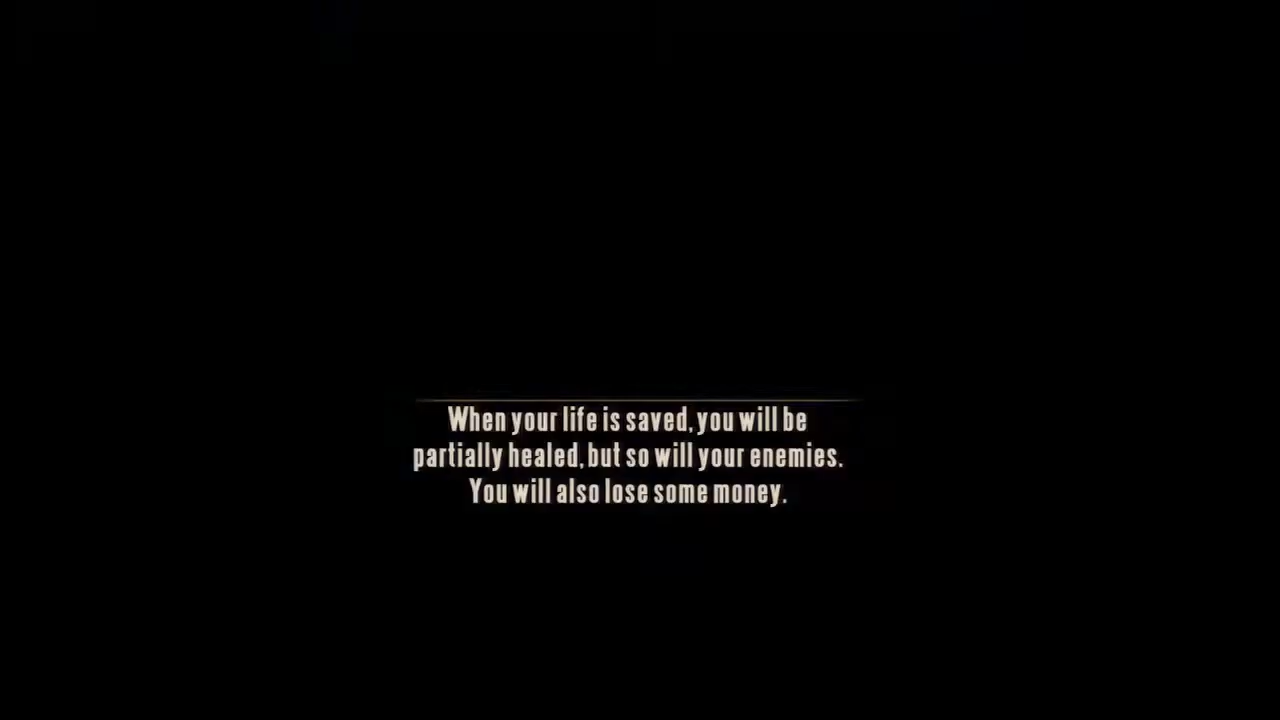 When your life is saved, you will be
partially healed, but so will your enemies.
You will also lose some money.